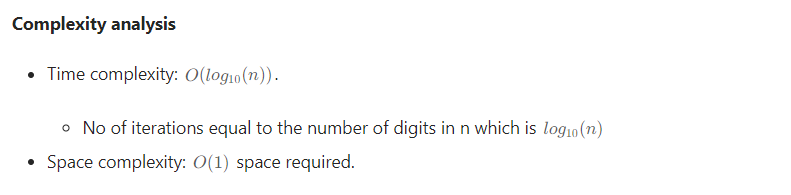 Complexity analysis
• Time complexity: O(log₁₀(n)).
◦ No of iterations equal to the number of digits in n which is log₁₀(n)
• Space complexity: O(1) space required.